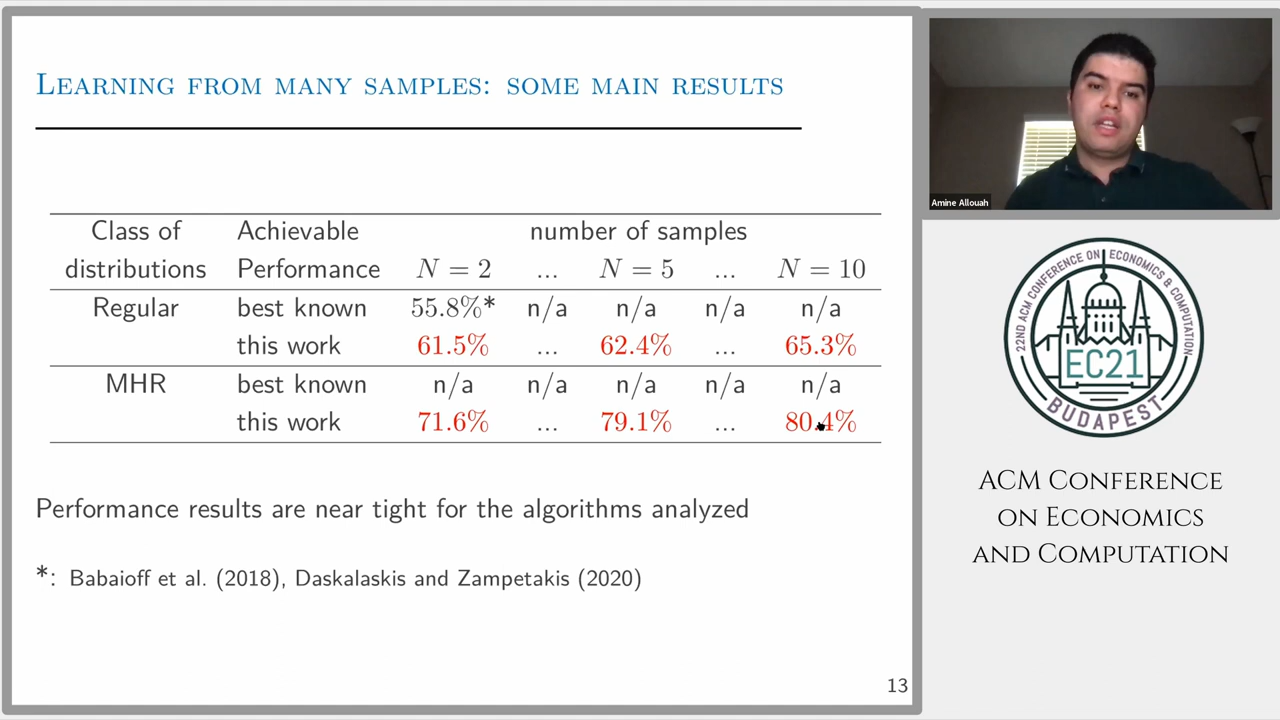 LEARNING FROM MANY SAMPLES: SOME MAIN RESULTS
Class of Achievable number of samples
distributions Performance N = 2 ... N = 5 ... N = 10
Regular best known 55.8%* n/a n/a n/a n/a
this work 61.5% ... 62.4% ... 65.3%
MHR best known n/a n/a n/a n/a n/a
this work 71.6% ... 79.1% ... 80.4%
Performance results are near tight for the algorithms analyzed
*: Babaioff et al. (2018), Daskalaskis and Zampetakis (2020)
13
Amine Allouah
22ND ACM CONFERENCE ON ECONOMICS & COMPUTATION
EC21
BUDAPEST
ACM CONFERENCE
ON ECONOMICS
AND COMPUTATION